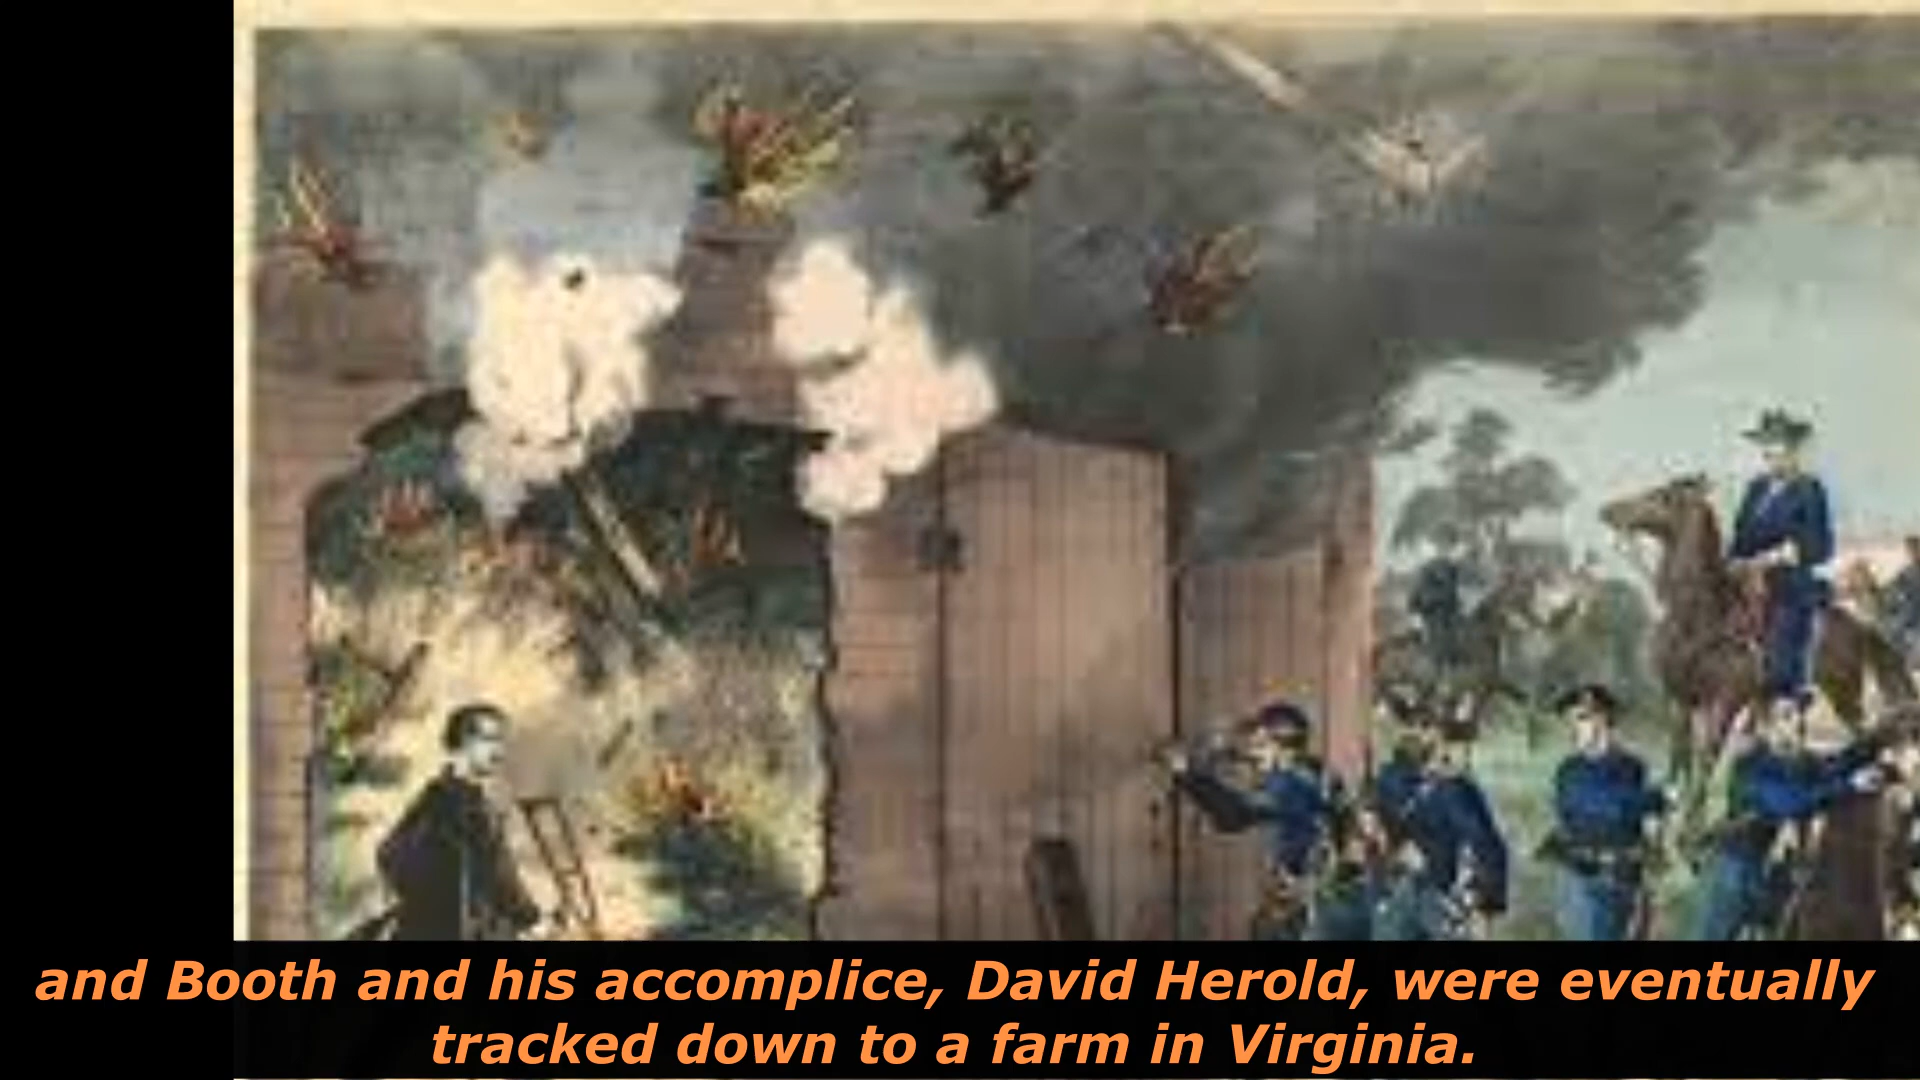 and Booth and his accomplice, David Herold, were eventually
tracked down to a farm in Virginia.